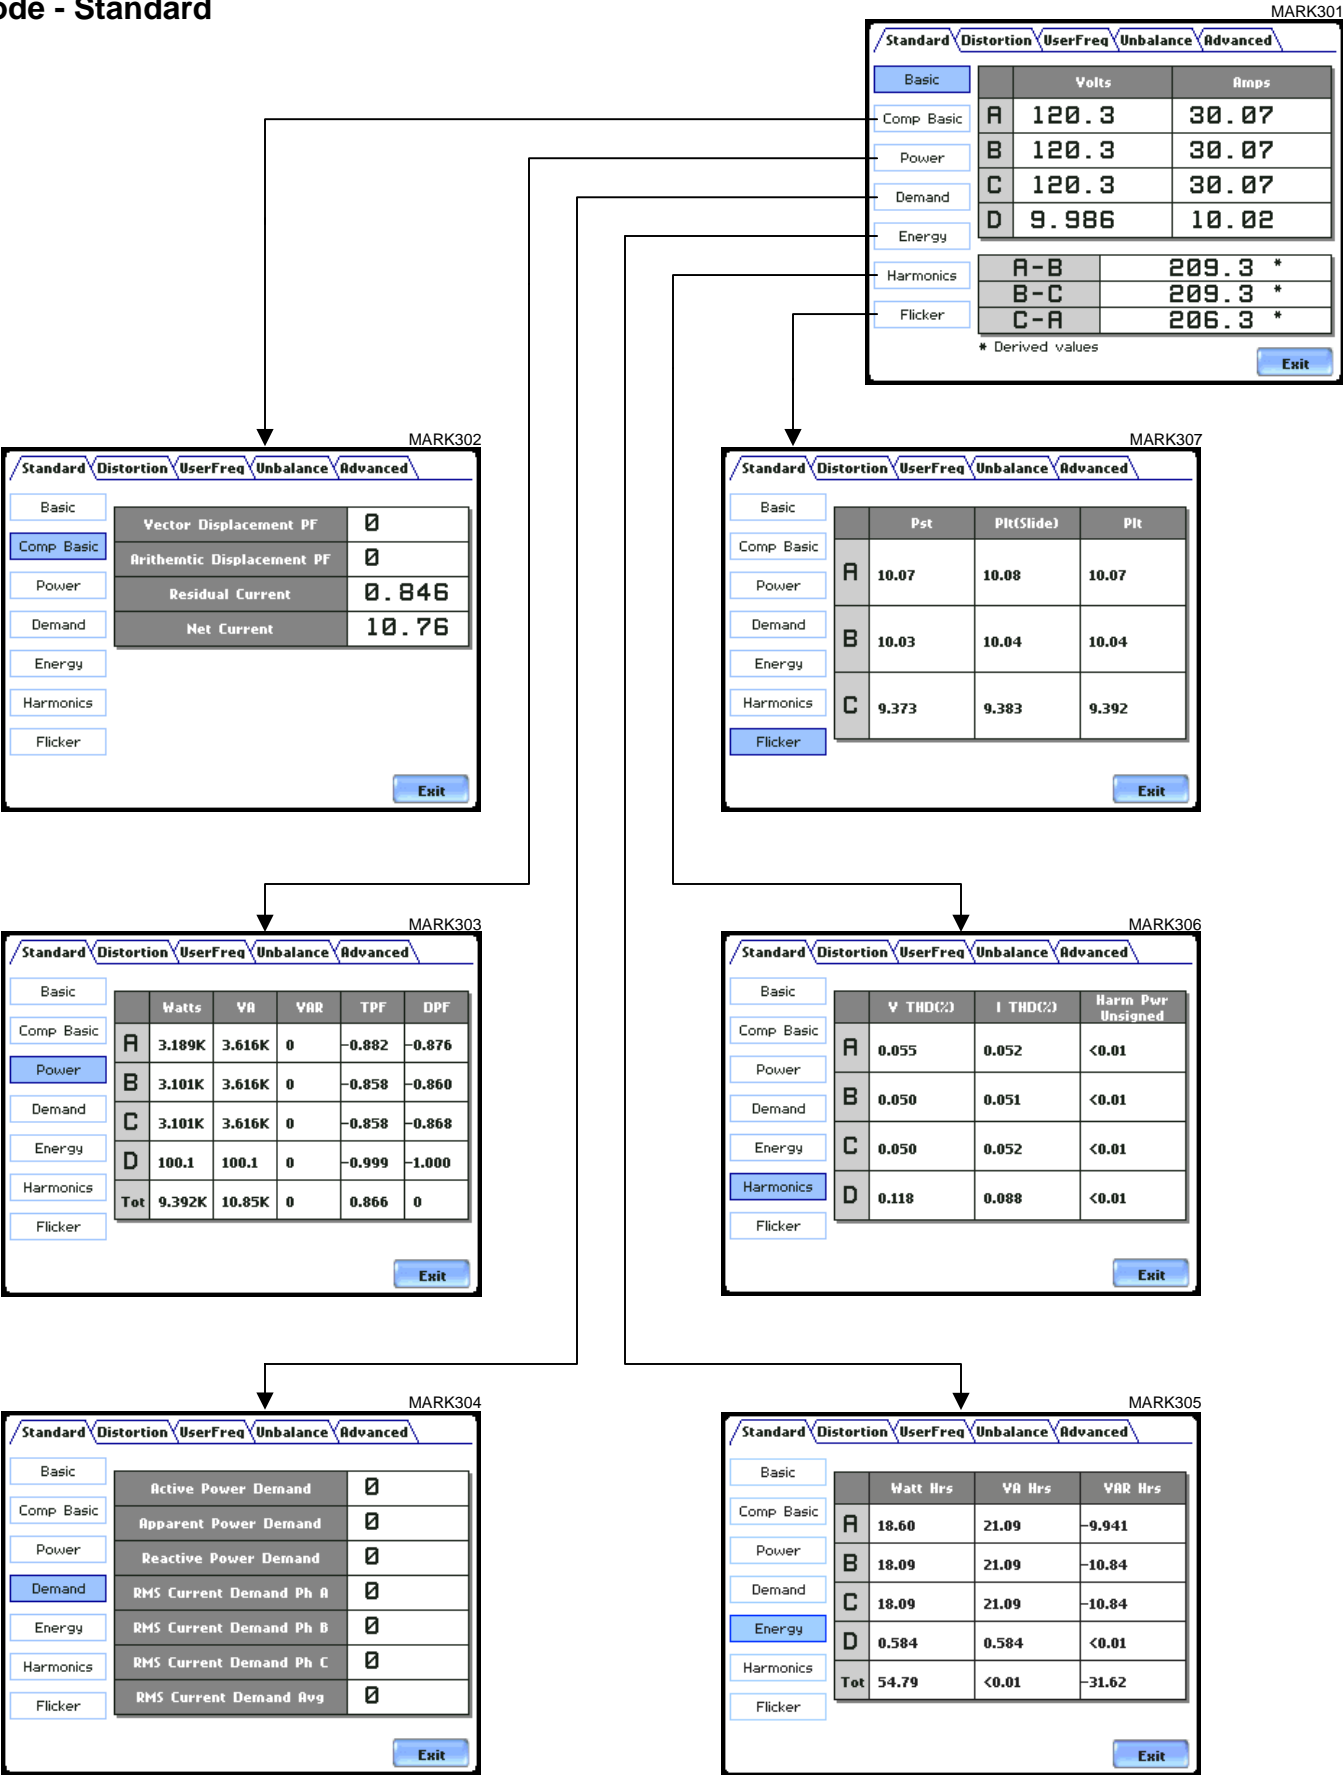 ode - Standard
MARK301
Standard Distortion UserFreq Unbalance Advanced
Basic
Comp Basic
Power
Demand
Energy
Harmonics
Flicker
Volts Amps
A 120.3 30.07
B 120.3 30.07
C 120.3 30.07
D 9.986 10.02
A-B 209.3 *
B-C 209.3 *
C-A 206.3 *
* Derived values
Exit
MARK302
Standard Distortion UserFreq Unbalance Advanced
Basic
Comp Basic
Power
Demand
Energy
Harmonics
Flicker
Vector Displacement PF 0
Arithemtic Displacement PF 0
Residual Current 0.846
Net Current 10.76
Exit
MARK307
Standard Distortion UserFreq Unbalance Advanced
Basic
Comp Basic
Power
Demand
Energy
Harmonics
Flicker
Pst Plt(Slide) Plt
A 10.07 10.08 10.07
B 10.03 10.04 10.04
C 9.373 9.383 9.392
Exit
MARK303
Standard Distortion UserFreq Unbalance Advanced
Basic
Comp Basic
Power
Demand
Energy
Harmonics
Flicker
Watts VA VAR TPF DPF
A 3.189K 3.616K 0 -0.882 -0.876
B 3.101K 3.616K 0 -0.858 -0.860
C 3.101K 3.616K 0 -0.858 -0.868
D 100.1 100.1 0 -0.999 -1.000
Tot 9.392K 10.85K 0 0.866 0
Exit
MARK306
Standard Distortion UserFreq Unbalance Advanced
Basic
Comp Basic
Power
Demand
Energy
Harmonics
Flicker
V THD(%) I THD(%) Harm Pwr Unsigned
A 0.055 0.052 <0.01
B 0.050 0.051 <0.01
C 0.050 0.052 <0.01
D 0.118 0.088 <0.01
Exit
MARK304
Standard Distortion UserFreq Unbalance Advanced
Basic
Comp Basic
Power
Demand
Energy
Harmonics
Flicker
Active Power Demand 0
Apparent Power Demand 0
Reactive Power Demand 0
RMS Current Demand Ph A 0
RMS Current Demand Ph B 0
RMS Current Demand Ph C 0
RMS Current Demand Avg 0
Exit
MARK305
Standard Distortion UserFreq Unbalance Advanced
Basic
Comp Basic
Power
Demand
Energy
Harmonics
Flicker
Watt Hrs VA Hrs VAR Hrs
A 18.60 21.09 -9.941
B 18.09 21.09 -10.84
C 18.09 21.09 -10.84
D 0.584 0.584 <0.01
Tot 54.79 <0.01 -31.62
Exit